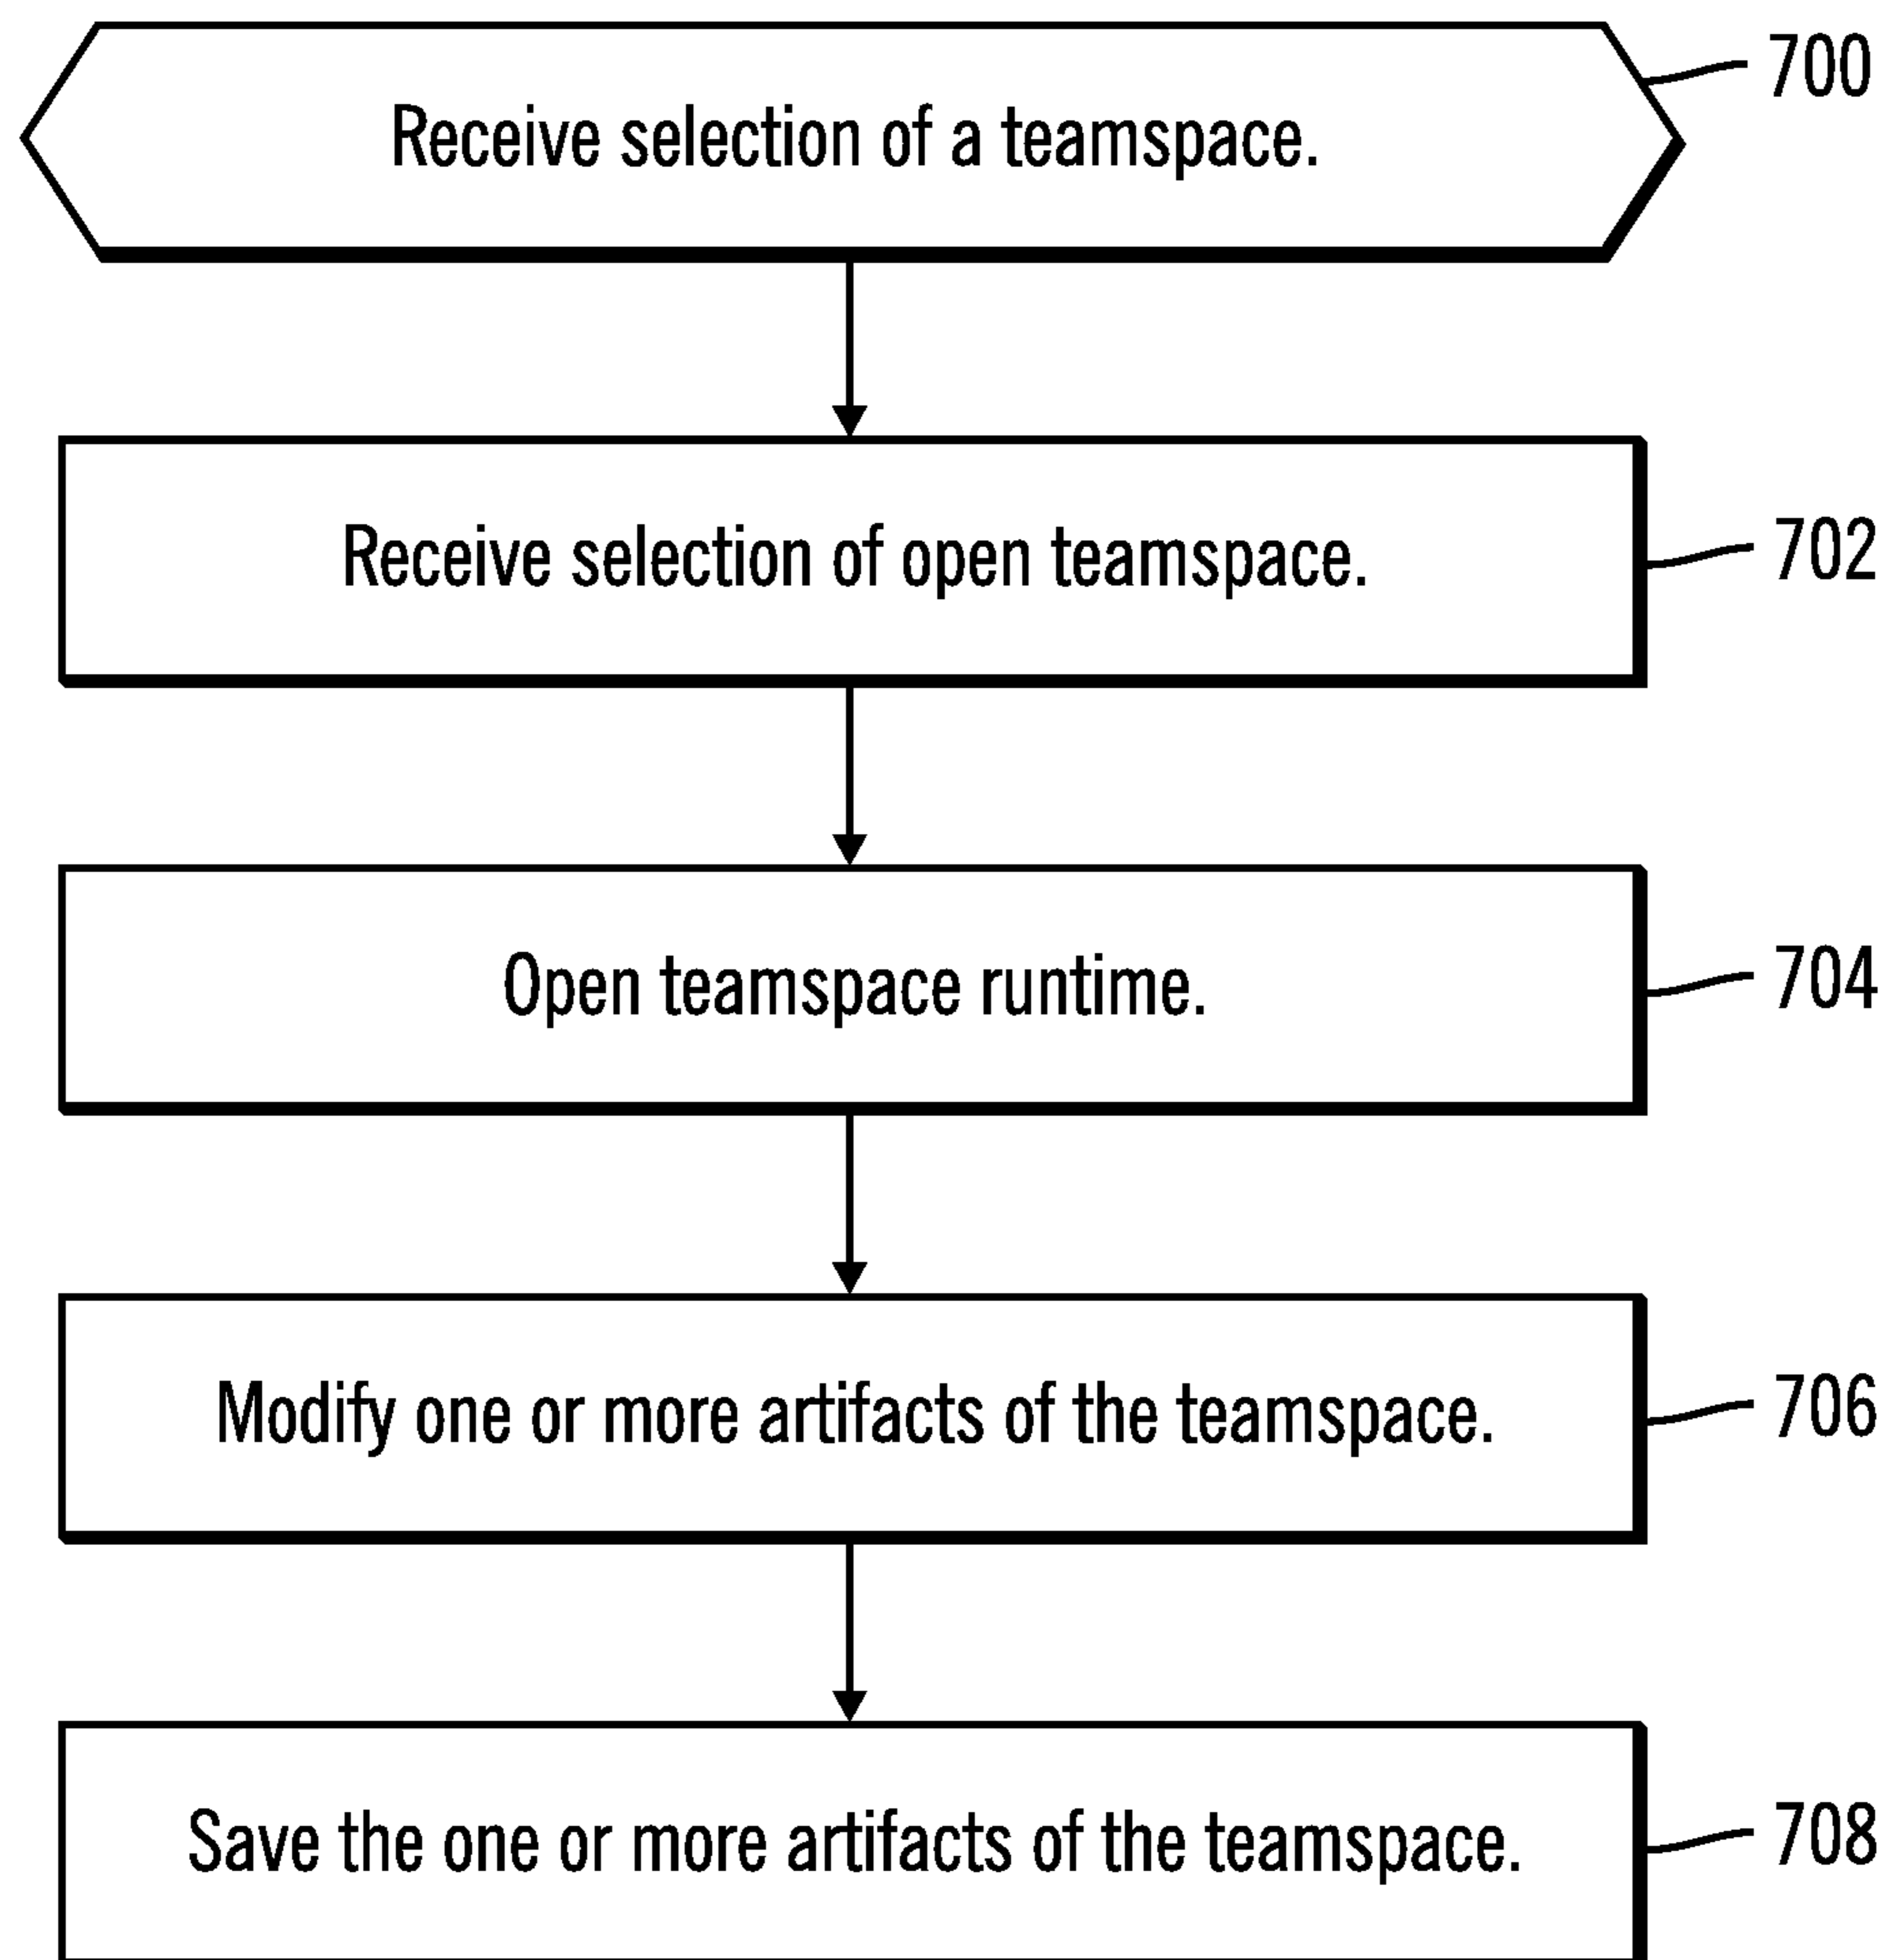 700
Receive selection of a teamspace.
702
Receive selection of open teamspace.
704
Open teamspace runtime.
706
Modify one or more artifacts of the teamspace.
708
Save the one or more artifacts of the teamspace.